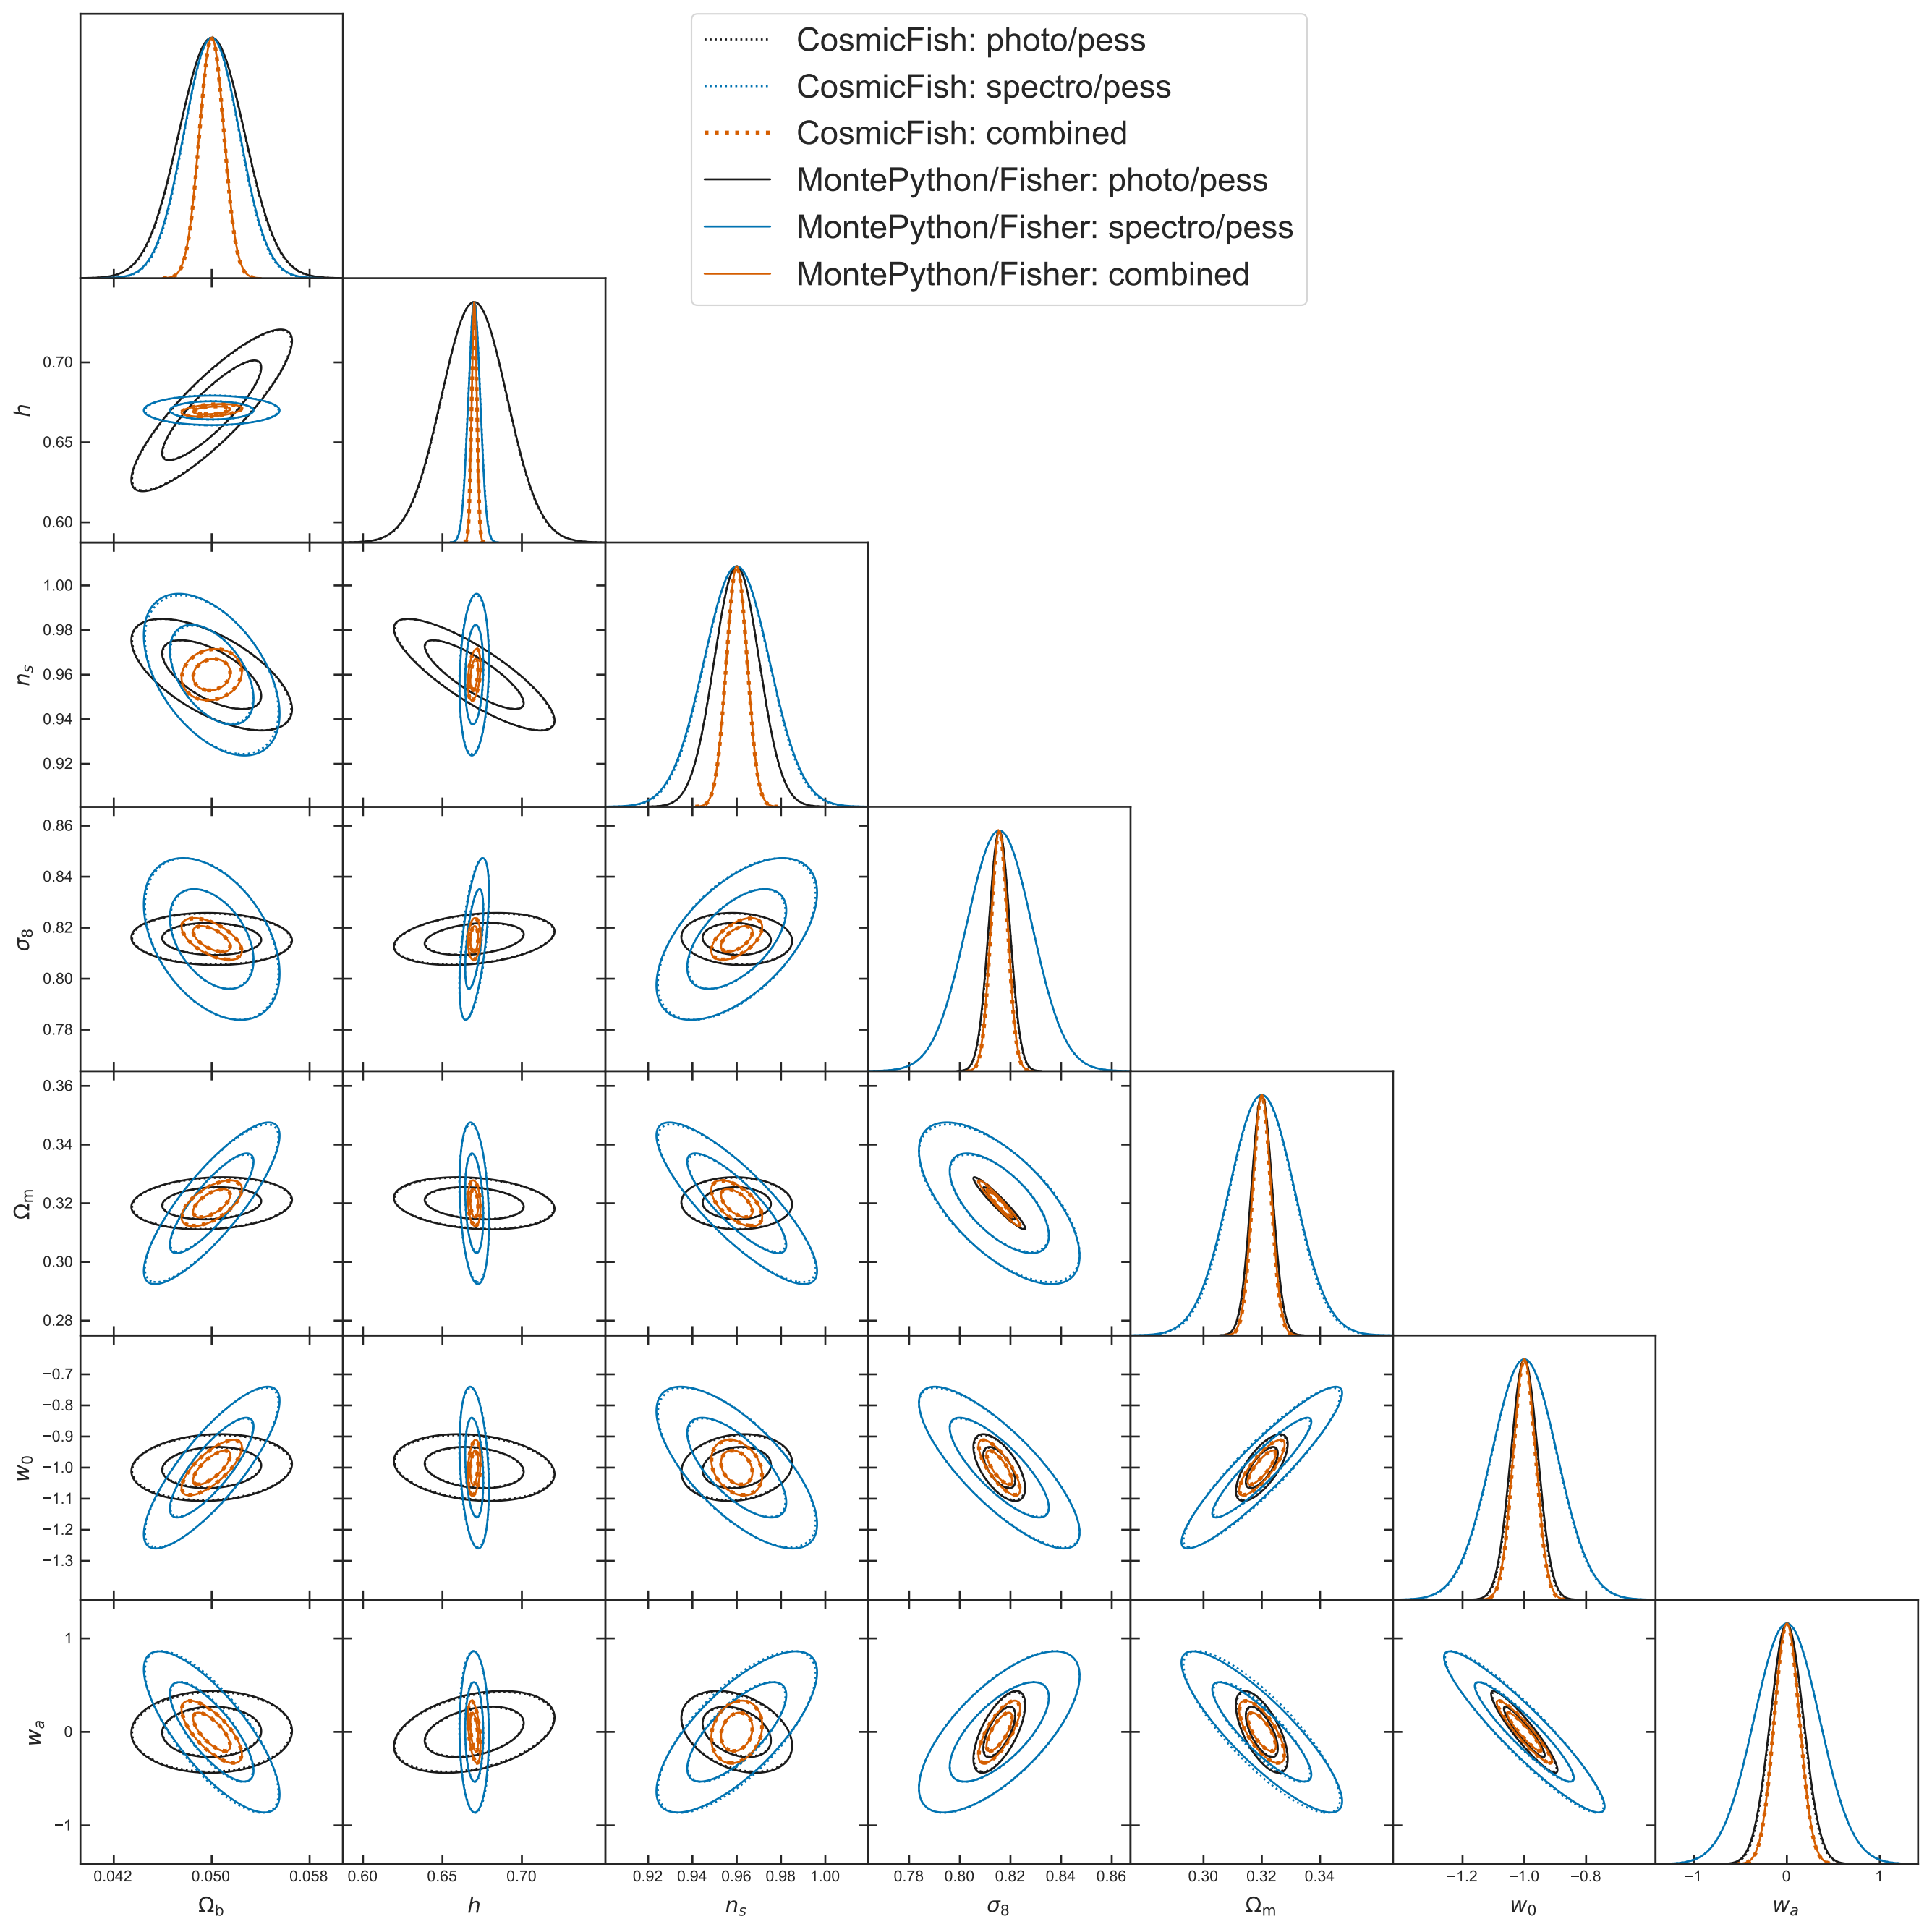 CosmicFish: photo/pess
CosmicFish: spectro/pess
CosmicFish: combined
MontePython/Fisher: photo/pess
MontePython/Fisher: spectro/pess
MontePython/Fisher: combined
0.70
0.65
0.60
h
1.00
0.98
0.96
0.94
0.92
n_s
0.86
0.84
0.82
0.80
0.78
σ_8
0.36
0.34
0.32
0.30
0.28
Ω_m
−0.7
−0.8
−0.9
−1.0
−1.1
−1.2
−1.3
w_0
1
0
−1
w_a
0.042 0.050 0.058 0.60 0.65 0.70 0.92 0.94 0.96 0.98 1.00 0.78 0.80 0.82 0.84 0.86 0.30 0.32 0.34 −1.2 −1.0 −0.8 −1 0 1
Ω_b h n_s σ_8 Ω_m w_0 w_a